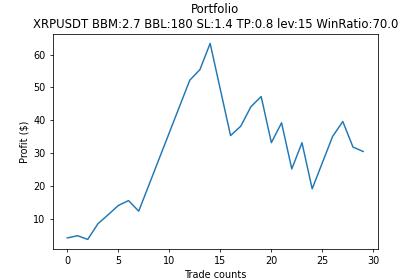 Portfolio
XRPUSDT BBM:2.7 BBL:180 SL:1.4 TP:0.8 lev:15 WinRatio:70.0
Profit ($)
60
50
40
30
20
10
0 5 10 15 20 25 30
Trade counts